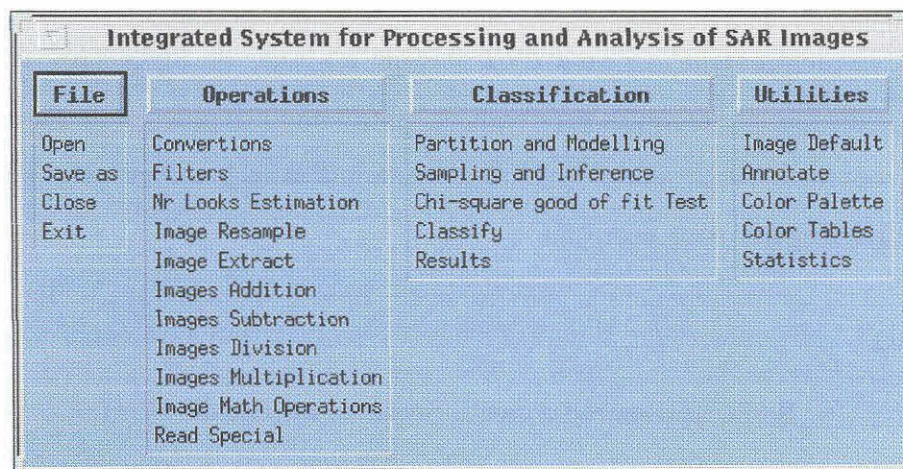 Integrated System for Processing and Analysis of SAR Images
File
Open
Save as
Close
Exit
Operations
Convertions
Filters
Nr Looks Estimation
Image Resample
Image Extract
Images Addition
Images Subtraction
Images Division
Images Multiplication
Image Math Operations
Read Special
Classification
Partition and Modelling
Sampling and Inference
Chi-square good of fit Test
Classify
Results
Utilities
Image Default
Annotate
Color Palette
Color Tables
Statistics